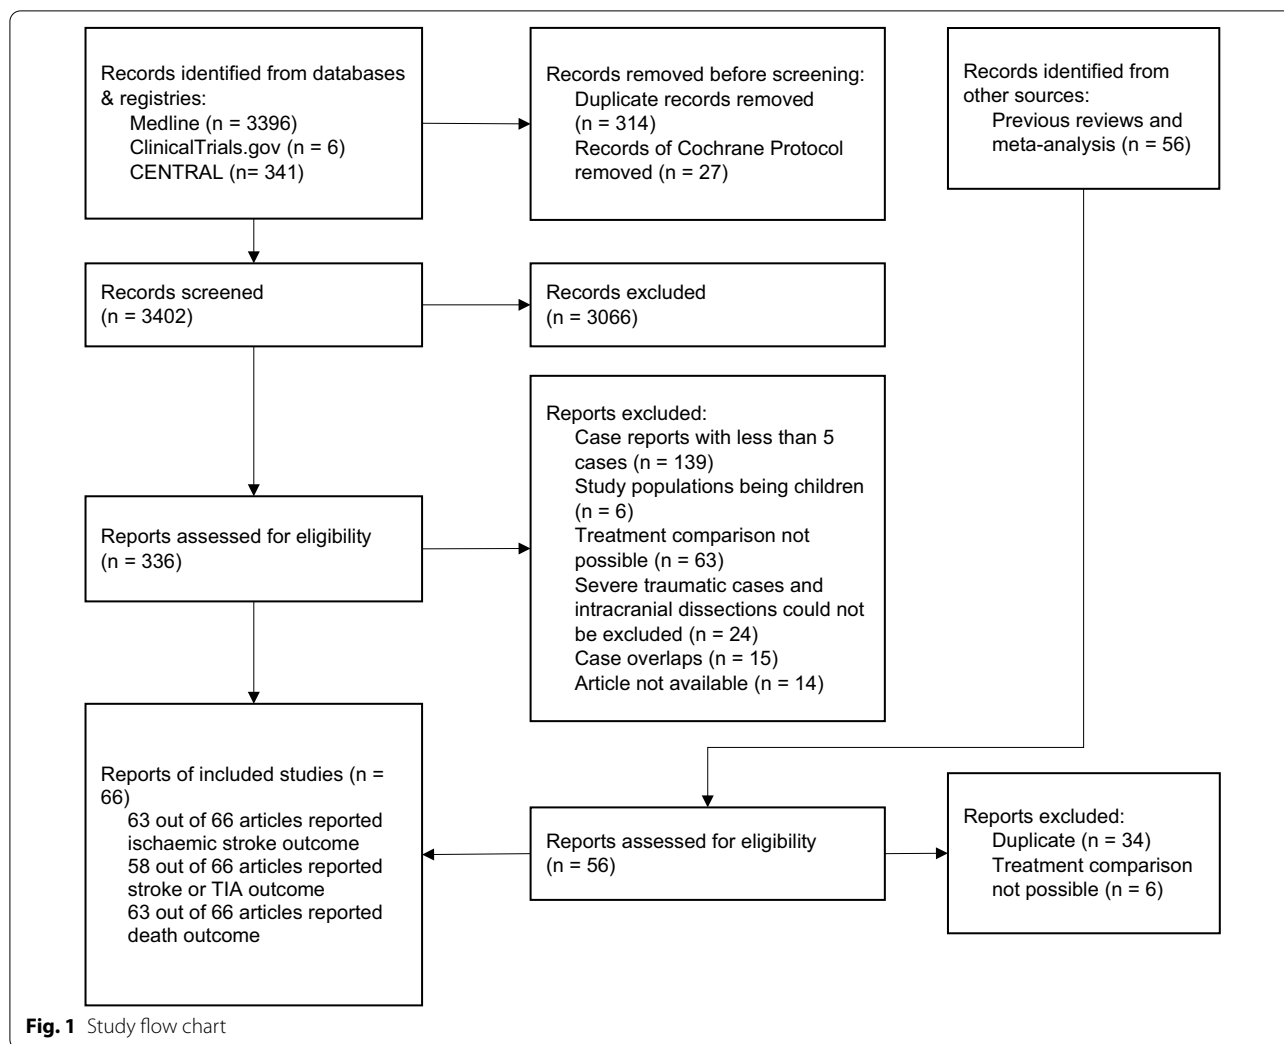 Records identified from databases
& registries:
Medline (n = 3396)
ClinicalTrials.gov (n = 6)
CENTRAL (n= 341)
Records removed before screening:
Duplicate records removed
(n = 314)
Records of Cochrane Protocol
removed (n = 27)
Records identified from
other sources:
Previous reviews and
meta-analysis (n = 56)
Records screened
(n = 3402)
Records excluded
(n = 3066)
Reports assessed for eligibility
(n = 336)
Reports excluded:
Case reports with less than 5
cases (n = 139)
Study populations being children
(n = 6)
Treatment comparison not
possible (n = 63)
Severe traumatic cases and
intracranial dissections could not
be excluded (n = 24)
Case overlaps (n = 15)
Article not available (n = 14)
Reports of included studies (n =
66)
63 out of 66 articles reported
ischaemic stroke outcome
58 out of 66 articles reported
stroke or TIA outcome
63 out of 66 articles reported
death outcome
Reports assessed for eligibility
(n = 56)
Reports excluded:
Duplicate (n = 34)
Treatment comparison
not possible (n = 6)
Fig. 1 Study flow chart